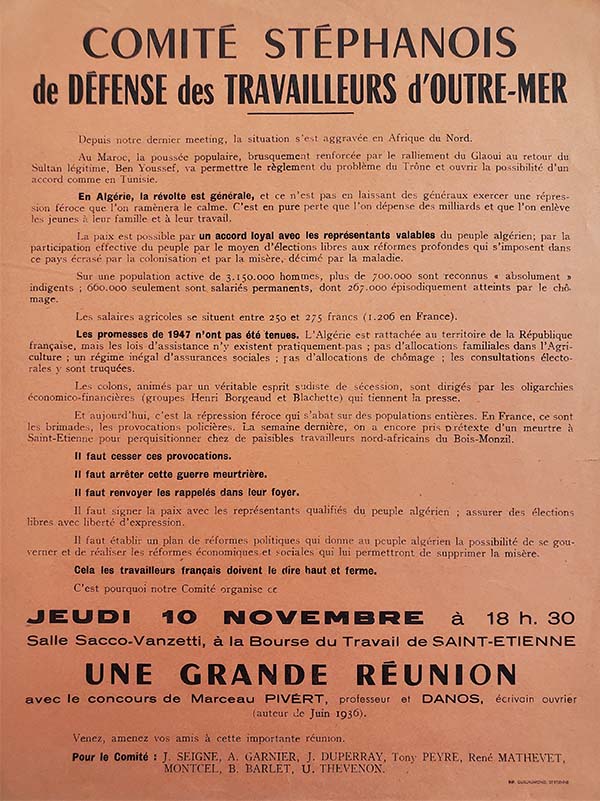 COMITÉ STÉPHANOIS
de DÉFENSE des TRAVAILLEURS d'OUTRE-MER
Depuis notre dernier meeting, la situation s'est aggravée en Afrique du Nord.
Au Maroc, la poussée populaire, brusquement renforcée par le ralliement du Glaoui au retour du
Sultan légitime, Ben Youssef, va permettre le règlement du problème du Trône et ouvrir la possibilité d'un
accord comme en Tunisie.
En Algérie, la révolte est générale, et ce n'est pas en laissant des généraux exercer une répres-
sion féroce que l'on ramènera le calme. C'est en pure perte que l'on dépense des milliards et que l'on enlève
les jeunes à leur famille et à leur travail.
La paix est possible par un accord loyal avec les représentants valables du peuple algérien; par la
participation effective du peuple par le moyen d'élections libres aux réformes profondes qui s'imposent dans
ce pays écrasé par la colonisation et par la misère, décimé par la maladie.
Sur une population active de 3.150.000 hommes, plus de 700.000 sont reconnus « absolument »
indigents ; 660.000 seulement sont salariés permanents, dont 267.000 épisodiquement atteints par le chô-
mage.
Les salaires agricoles se situent entre 250 et 275 francs (1.206 en France).
Les promesses de 1947 n'ont pas été tenues. L'Algérie est rattachée au territoire de la République
française, mais les lois d'assistance n'y existent pratiquement pas ; pas d'allocations familiales dans l'Agri-
culture ; un régime inégal d'assurances sociales ; pas d'allocations de chômage ; les consultations électo-
rales y sont truquées.
Les colons, animés par un véritable esprit sudiste de sécession, sont dirigés par les oligarchies
économico-financières (groupes Henri Borgeaud et Blachette) qui tiennent la presse.
Et aujourd'hui, c'est la répression féroce qui s'abat sur des populations entières. En France, ce sont
les brimades, les provocations policières. La semaine dernière, on a encore pris prétexte d'un meurtre à
Saint-Etienne pour perquisitionner chez de paisibles travailleurs nord-africains du Bois-Monzil.
Il faut cesser ces provocations.
Il faut arrêter cette guerre meurtrière.
Il faut renvoyer les rappelés dans leur foyer.
Il faut signer la paix avec les représentants qualifiés du peuple algérien ; assurer des élections
libres avec liberté d'expression.
Il faut établir un plan de réformes politiques qui donne au peuple algérien la possibilité de se gou-
verner et de réaliser les réformes économiques et sociales qui lui permettront de supprimer la misère.
Cela les travailleurs français doivent le dire haut et ferme.
C'est pourquoi notre Comité organise ce
JEUDI 10 NOVEMBRE à 18 h. 30
Salle Sacco-Vanzetti, à la Bourse du Travail de SAINT-ETIENNE
UNE GRANDE RÉUNION
avec le concours de Marceau PIVERT, professeur et DANOS, écrivain ouvrier
(auteur de Juin 1936).
Venez, amenez vos amis à cette importante réunion.
Pour le Comité : J. SEIGNE, A. GARNIER, J. DUPERRAY, Tony PEYRE, René MATHEVET,
MONTCEL, B. BARLET, U. THEVENON.
IMP. GUILAUMOND, ST-ETIENNE